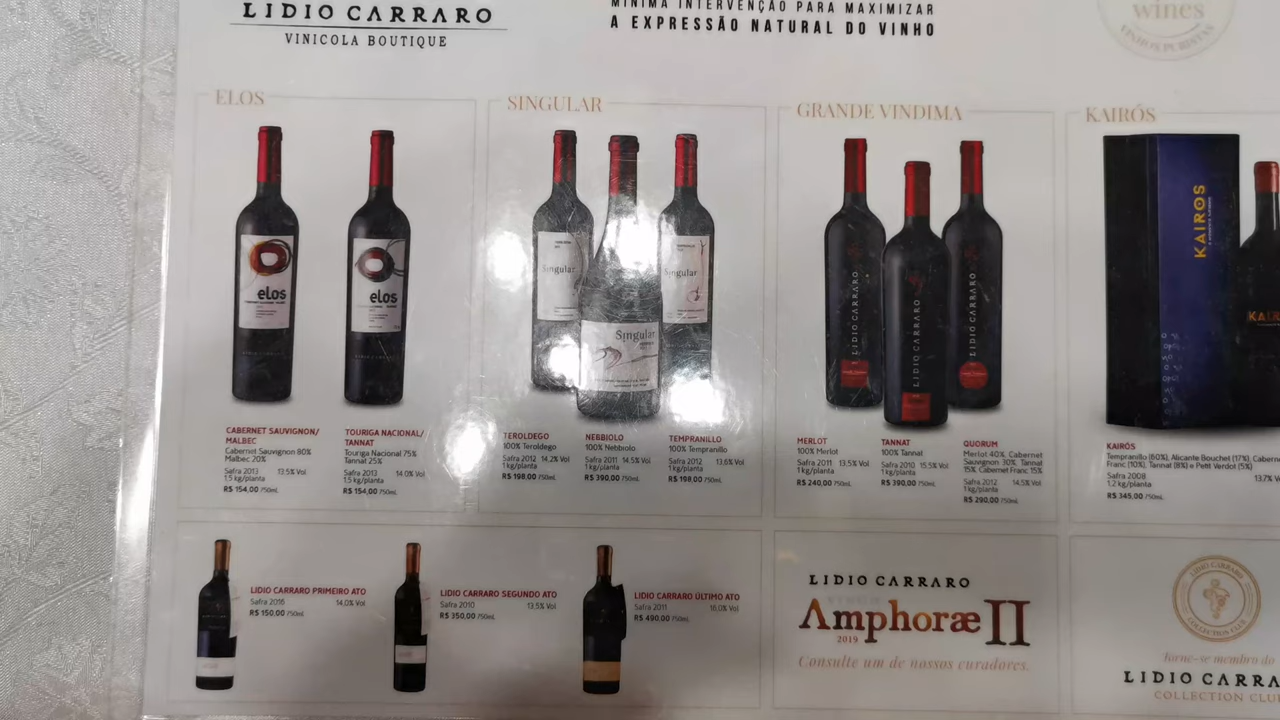 LIDIO CARRARO
VINICOLA BOUTIQUE
MÍNIMA INTERVENÇÃO PARA MAXIMIZAR
A EXPRESSÃO NATURAL DO VINHO
wines
VINHOS PURISTAS
ELOS
elos
elos
CABERNET SAUVIGNON/
MALBEC
Cabernet Sauvignon 80%
Malbec 20%
Safra 2013 13.5% Vol
1,5 kg/planta
R$ 154,00 /750mL
TOURIGA NACIONAL/
TANNAT
Touriga Nacional 75%
Tannat 25%
Safra 2013 14.0% Vol
1,5 kg/planta
R$ 154,00 /750mL
SINGULAR
Singular
Singular
Singular
TEROLDEGO
100% Teroldego
Safra 2012 14,2% Vol
1 kg/planta
R$ 198,00 /750mL
NEBBIOLO
100% Nebbiolo
Safra 2011 14.5% Vol
1 kg/planta
R$ 390,00 /750mL
TEMPRANILLO
100% Tempranillo
Safra 2012 13.6% Vol
1 kg/planta
R$ 198,00 /750mL
GRANDE VINDIMA
LIDIO CARRARO
LIDIO CARRARO
LIDIO CARRARO
MERLOT
100% Merlot
Safra 2011 13.5% Vol
1 kg/planta
R$ 240,00 /750mL
TANNAT
100% Tannat
Safra 2010 15.5% Vol
1 kg/planta
R$ 390,00 /750mL
QUORUM
Merlot 40% Cabernet
Sauvignon 30% Tannat
15% Cabernet Franc 15%
Safra 2012 14.5% Vol
1 kg/planta
R$ 290,00 /750mL
KAIRÓS
KAIROS
KAIR
KAIRÓS
Tempranillo (60%), Alicante Bouchet (17%), Caberne
Franc (10%), Tannat (8%) e Petit Verdot (5%)
Safra 2008 13.7% V
1.2 kg/planta
R$ 345,00 /750mL
LIDIO CARRARO PRIMEIRO ATO
Safra 2016 14,0% Vol
R$ 150,00 /750mL
LIDIO CARRARO SEGUNDO ATO
Safra 2010 13.5% Vol
R$ 350,00 /750mL
LIDIO CARRARO ÚLTIMO ATO
Safra 2011 16,0% Vol
R$ 490,00 /750mL
LIDIO CARRARO
Amphoræ II
2019
Consulte um de nossos curadores.
LIDIO CARRARO
COLLECTION CLUB
Torne-se membro do
LIDIO CARRA
COLLECTION CLU